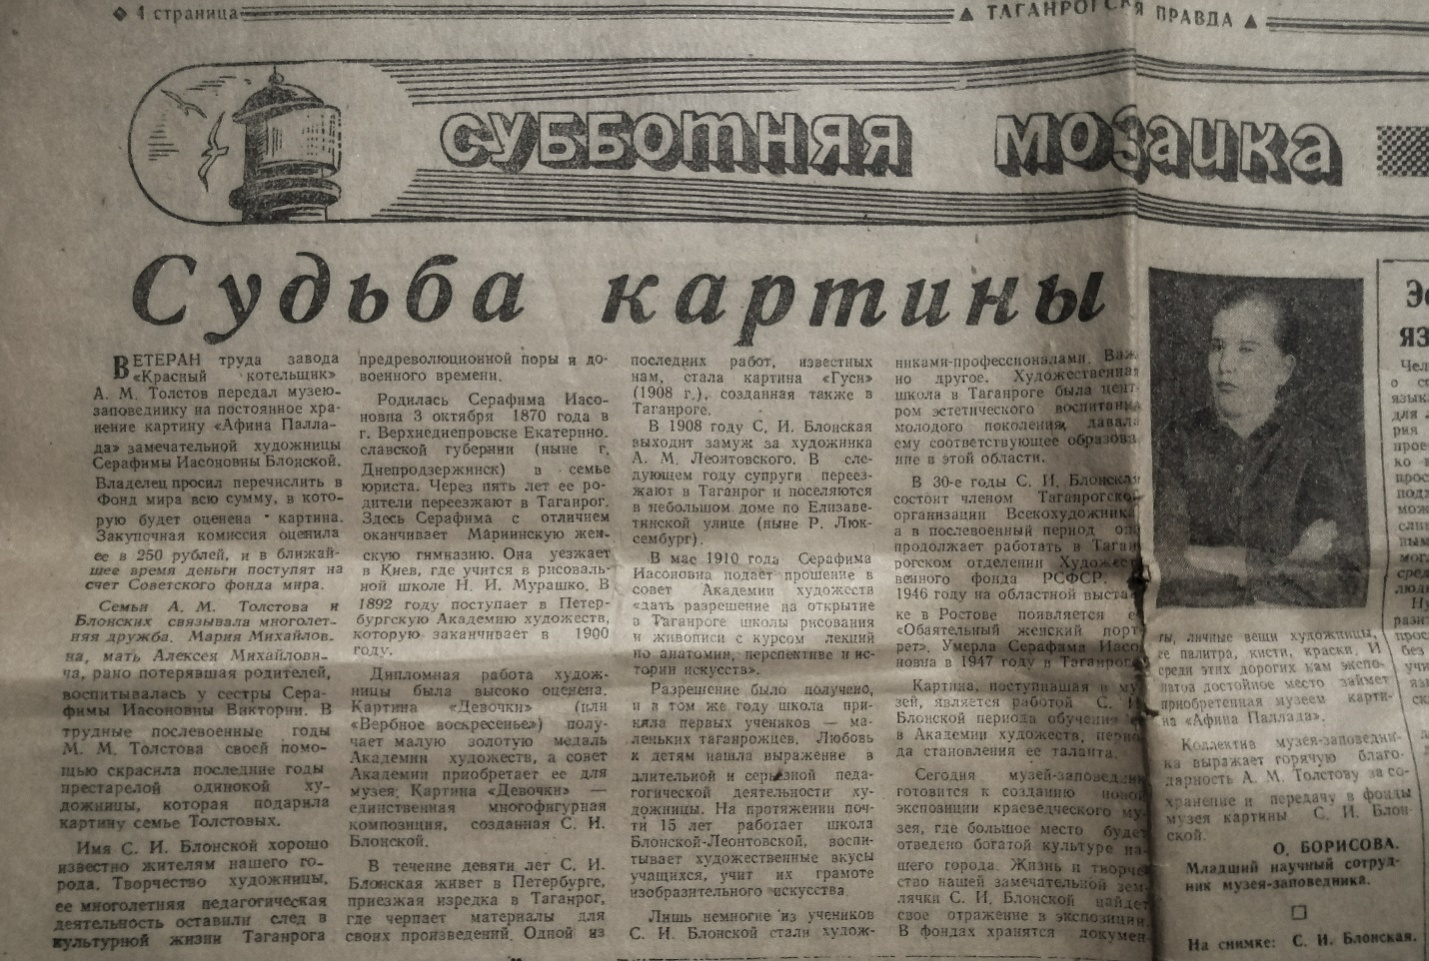 ◆ 4 страница
▲ ТАГАНРОГСКАЯ ПРАВДА ▲
СУББОТНЯЯ МОЗАИКА
Судьба картины
ВЕТЕРАН труда завода
«Красный котельщик»
А. М. Толстов передал музею-
заповеднику на постоянное хра-
нение картину «Афина Палла-
да» замечательной художницы
Серафимы Иасоновны Блонской.
Владелец просил перечислить в
Фонд мира всю сумму, в кото-
рую будет оценена картина.
Закупочная комиссия оценила
ее в 250 рублей, и в ближай-
шее время деньги поступят на
счет Советского фонда мира.
Семьи А. М. Толстова и
Блонских связывала многолет-
няя дружба. Мария Михайлов-
на, мать Алексея Михайлови-
ча, рано потерявшая родителей,
воспитывалась у сестры Сера-
фимы Иасоновны Виктории. В
трудные послевоенные годы
М. М. Толстова своей помо-
щью скрасила последние годы
престарелой одинокой ху-
дожницы, которая подарила
картину семье Толстовых.
Имя С. И. Блонской хорошо
известно жителям нашего го-
рода. Творчество художницы,
ее многолетняя педагогическая
деятельность оставили след в
культурной жизни Таганрога
предреволюционной поры и до-
военного времени.
Родилась Серафима Иасо-
новна 3 октября 1870 года в
г. Верхнеднепровске Екатерино-
славской губернии (ныне г.
Днепродзержинск) в семье
юриста. Через пять лет ее ро-
дители переезжают в Таганрог.
Здесь Серафима с отличием
оканчивает Мариинскую жен-
скую гимназию. Она уезжает
в Киев, где учится в рисоваль-
ной школе Н. И. Мурашко. В
1892 году поступает в Петер-
бургскую Академию художеств,
которую заканчивает в 1900
году.
Дипломная работа худож-
ницы была высоко оценена.
Картина «Девочки» (или
«Вербное воскресенье») полу-
чает малую золотую медаль
Академии художеств, а совет
Академии приобретает ее для
музея. Картина «Девочки» —
единственная многофигурная
композиция, созданная С. И.
Блонской.
В течение девяти лет С. И.
Блонская живет в Петербурге,
приезжая изредка в Таганрог,
где черпает материалы для
своих произведений. Одной из
последних работ, известных
нам, стала картина «Гуси»
(1908 г.), созданная также в
Таганроге.
В 1908 году С. И. Блонская
выходит замуж за художника
А. М. Леонтовского. В сле-
дующем году супруги переез-
жают в Таганрог и поселяются
в небольшом доме по Елизаве-
тинской улице (ныне Р. Люк-
сембург).
В мае 1910 года Серафима
Иасоновна подает прошение в
совет Академии художеств
«дать разрешение на открытие
в Таганроге школы рисования
и живописи с курсом лекций
по анатомии, перспективе и ис-
тории искусств».
Разрешение было получено,
и в том же году школа при-
няла первых учеников — ма-
леньких таганрожцев. Любовь
к детям нашла выражение в
длительной и серьезной педа-
гогической деятельности ху-
дожницы. На протяжении поч-
ти 15 лет работает школа
Блонской-Леонтовской, воспи-
тывает художественные вкусы
учащихся, учит их грамоте
изобразительного искусства.
Лишь немногие из учеников
С. И. Блонской стали худож-
никами-профессионалами. Важ
но другое. Художественная
школа в Таганроге была цент-
ром эстетического воспитани
молодого поколения, давала
ему соответствующее образова
ние в этой области.
В 30-е годы С. И. Блонская
состоит членом Таганрогско
организации Всекохудожника
а в послевоенный период она
продолжает работать в Таган
рогском отделении Художест
венного фонда РСФСР.
1946 году на областной выстав
ке в Ростове появляется е
«Обаятельный женский порт
рет». Умерла Серафима Иасо
новна в 1947 году в Таганроге
Картина, поступившая в му
зей, является работой С. И
Блонской периода обучения
в Академии художеств, перио
да становления ее таланта.
Сегодня музей-заповедник
готовится к созданию новой
экспозиции краеведческого му
зея, где большое место будет
отведено богатой культуре на-
шего города. Жизнь и творче
ство нашей замечательной зем
лячки С. И. Блонской найдет
свое отражение в экспозиции.
В фондах хранятся докумен-
ты, личные вещи художницы,
ее палитра, кисти, краски. И
среди этих дорогих нам экспо-
натов достойное место займет
приобретенная музеем карти-
на «Афина Паллада».
Коллектив музея-заповедни-
ка выражает горячую благо-
дарность А. М. Толстову за со-
хранение и передачу в фонды
музея картины С. И. Блон-
ской.
О. БОРИСОВА.
Младший научный сотруд-
ник музея-заповедника.
На снимке: С. И. Блонская.